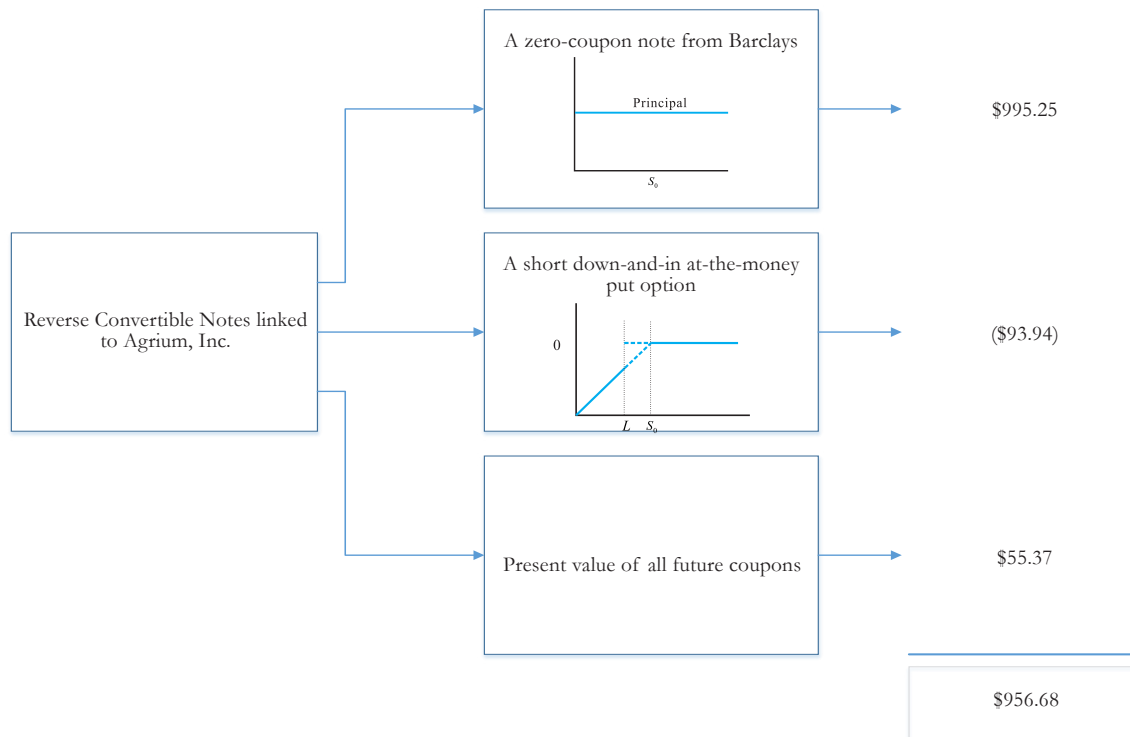 A zero-coupon note from Barclays
Principal
S₀
$995.25
Reverse Convertible Notes linked
to Agrium, Inc.
A short down-and-in at-the-money
put option
0
L S₀
($93.94)
Present value of all future coupons
$55.37
$956.68